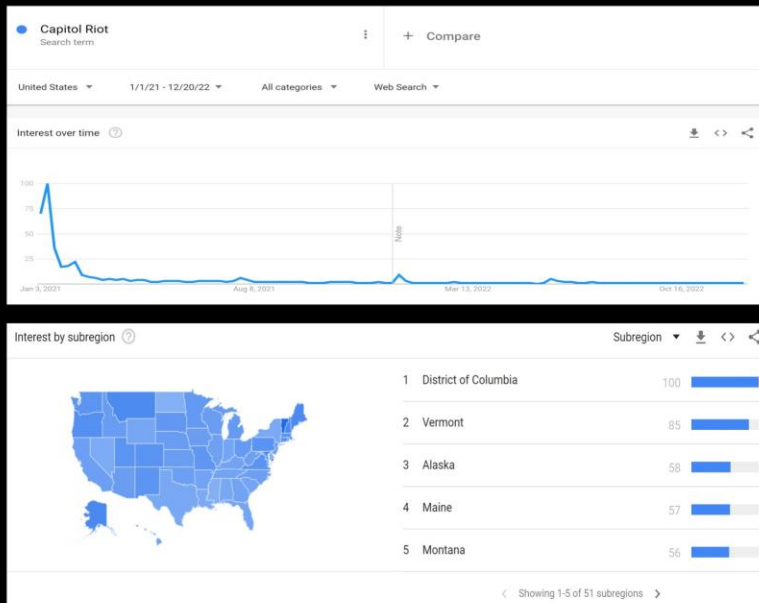 Capitol Riot
Search term
+ Compare
United States 1/1/21 - 12/20/22 All categories Web Search
Interest over time ?
100
75
50
25
Note
Jan 3, 2021 Aug 8, 2021 Mar 13, 2022 Oct 16, 2022
Interest by subregion ? Subregion
1 District of Columbia 100
2 Vermont 85
3 Alaska 58
4 Maine 57
5 Montana 56
Showing 1-5 of 51 subregions